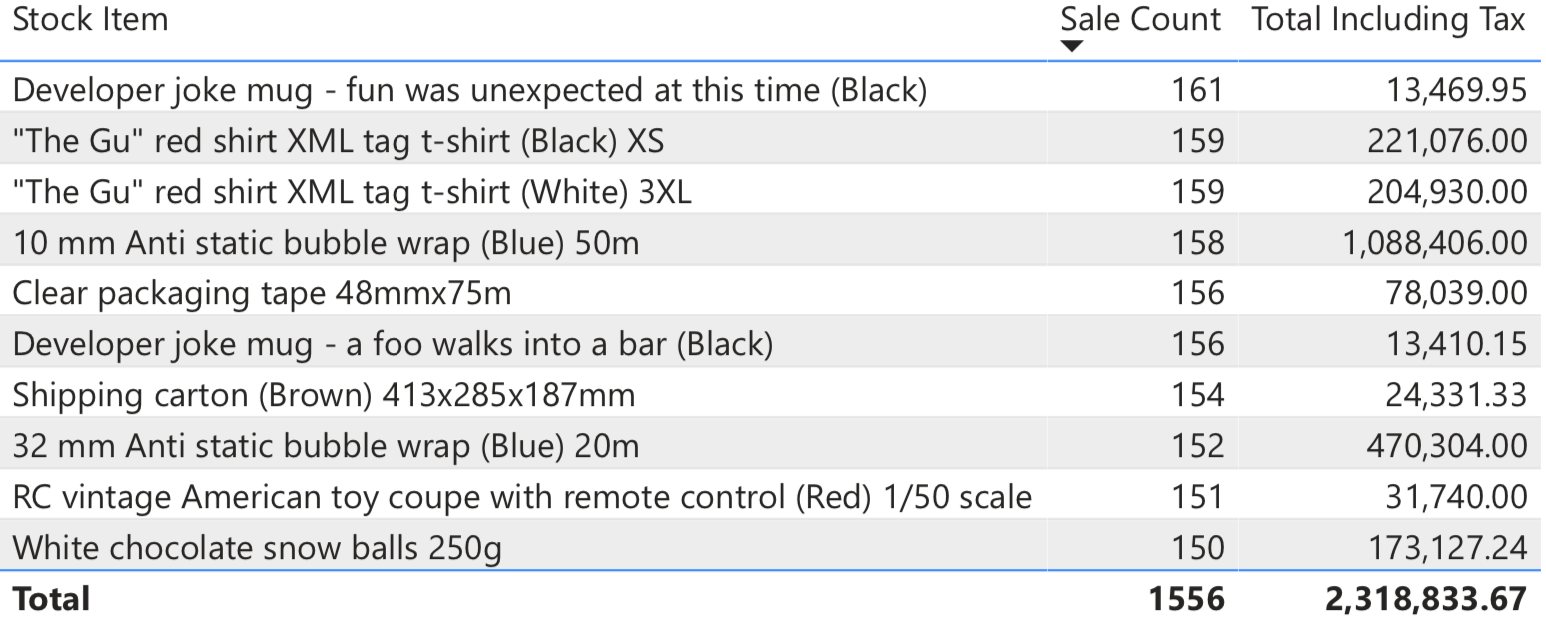 Stock Item Sale Count Total Including Tax
Developer joke mug - fun was unexpected at this time (Black) 161 13,469.95
"The Gu" red shirt XML tag t-shirt (Black) XS 159 221,076.00
"The Gu" red shirt XML tag t-shirt (White) 3XL 159 204,930.00
10 mm Anti static bubble wrap (Blue) 50m 158 1,088,406.00
Clear packaging tape 48mmx75m 156 78,039.00
Developer joke mug - a foo walks into a bar (Black) 156 13,410.15
Shipping carton (Brown) 413x285x187mm 154 24,331.33
32 mm Anti static bubble wrap (Blue) 20m 152 470,304.00
RC vintage American toy coupe with remote control (Red) 1/50 scale 151 31,740.00
White chocolate snow balls 250g 150 173,127.24
Total 1556 2,318,833.67